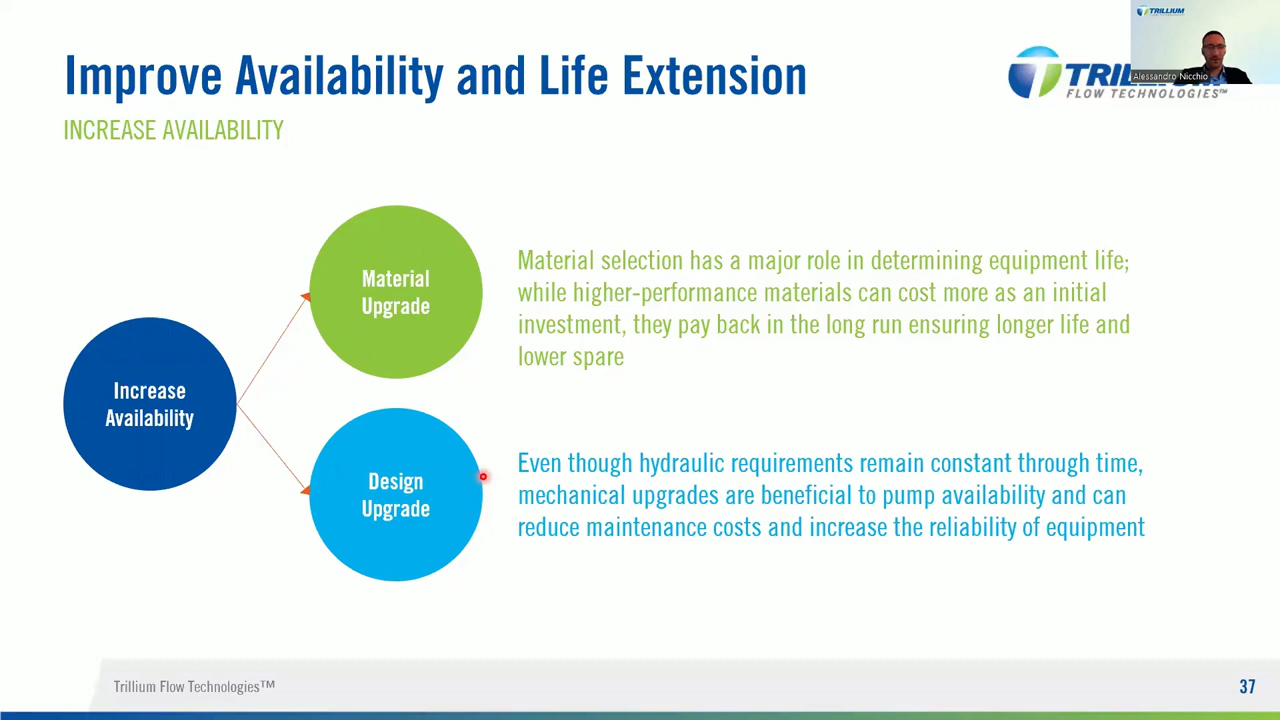 Improve Availability and Life Extension
INCREASE AVAILABILITY
TRILLIUM
Alessandro Nicchio
FLOW TECHNOLOGIES™
Material
Upgrade
Material selection has a major role in determining equipment life;
while higher-performance materials can cost more as an initial
investment, they pay back in the long run ensuring longer life and
lower spare
Increase
Availability
Design
Upgrade
Even though hydraulic requirements remain constant through time,
mechanical upgrades are beneficial to pump availability and can
reduce maintenance costs and increase the reliability of equipment
Trillium Flow Technologies™
37